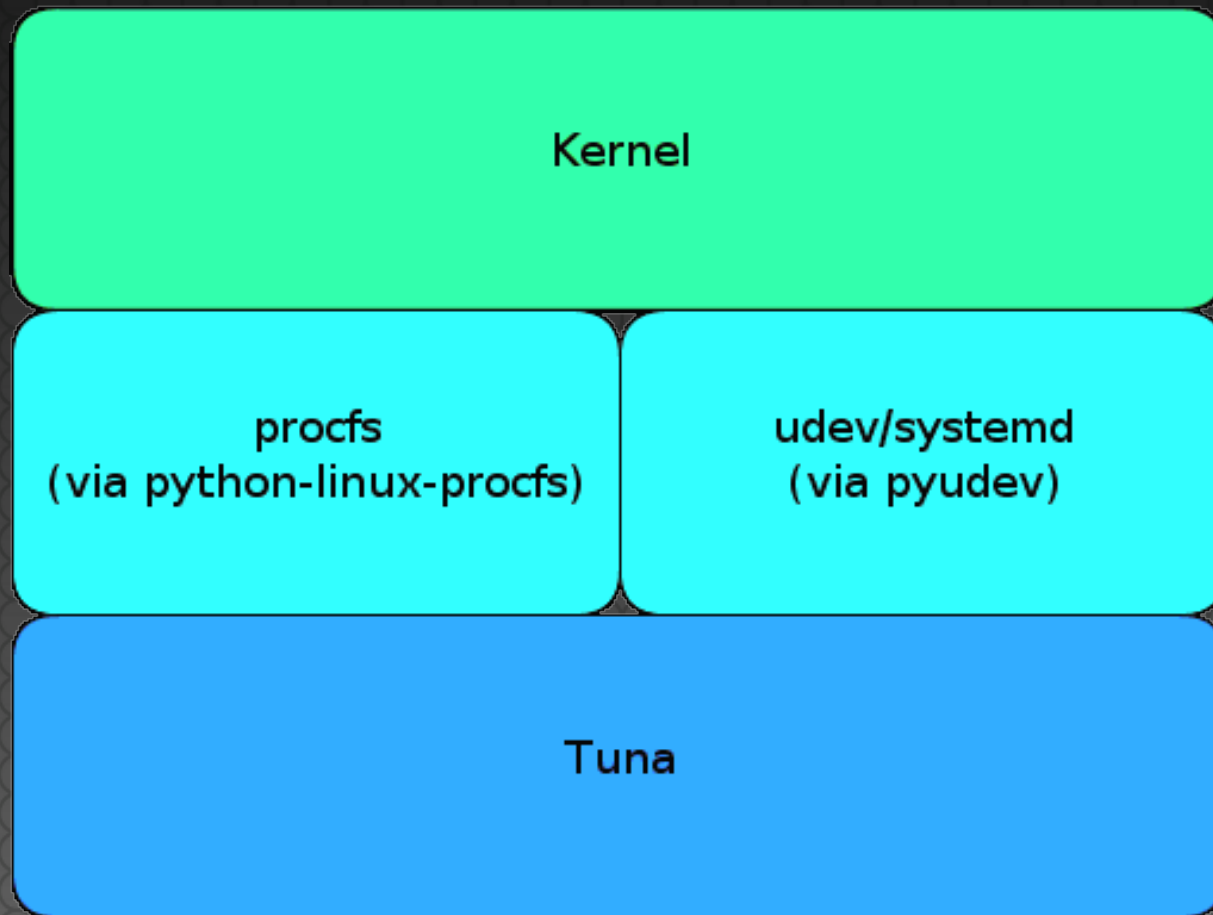 Kernel
procfs
(via python-linux-procfs)
udev/systemd
(via pyudev)
Tuna